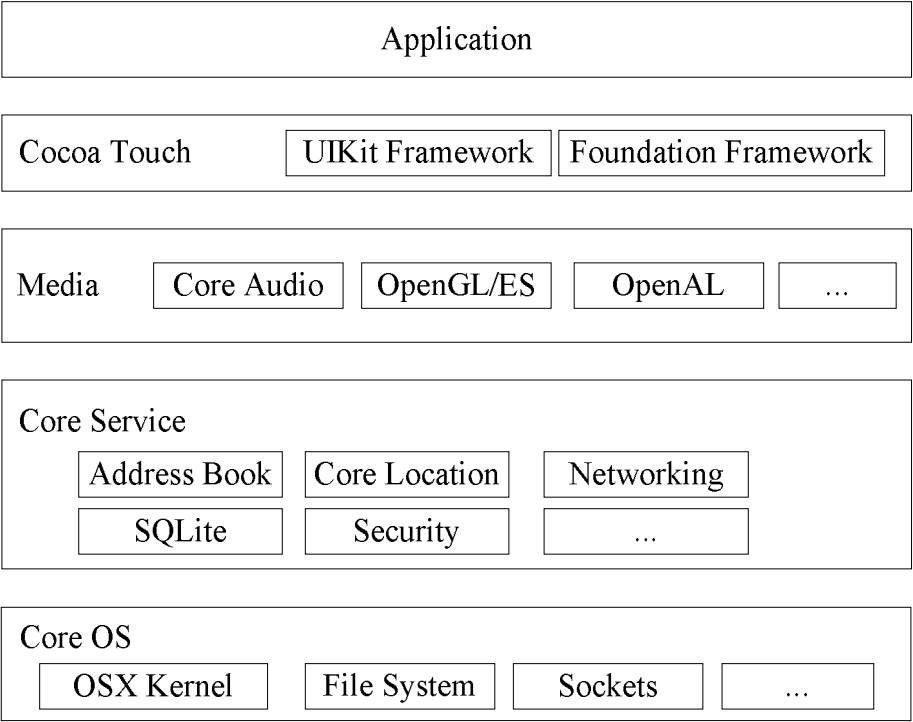 Application
Cocoa Touch UIKit Framework Foundation Framework
Media Core Audio OpenGL/ES OpenAL ...
Core Service
Address Book Core Location Networking
SQLite Security ...
Core OS
OSX Kernel File System Sockets ...